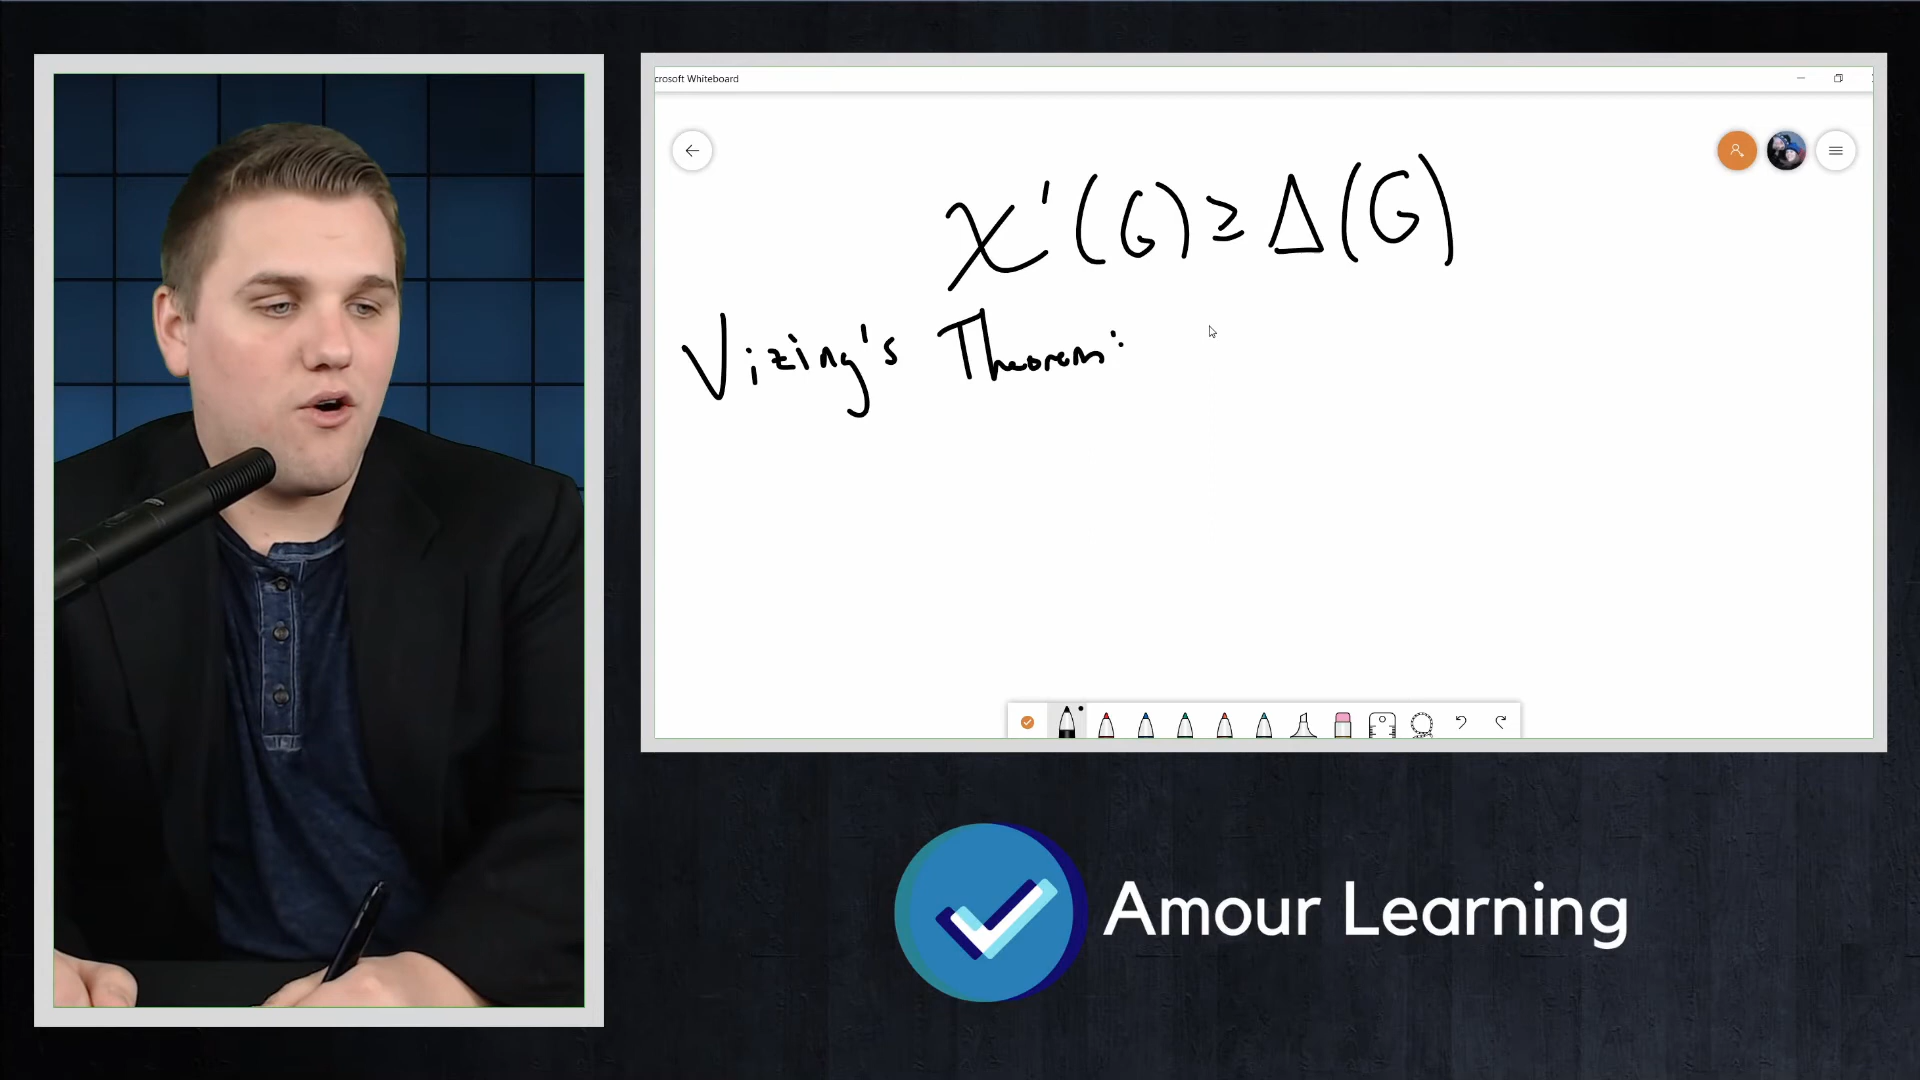 crosoft Whiteboard
χ'(G) ≥ Δ(G)
Vizing's Theorem:
Amour Learning